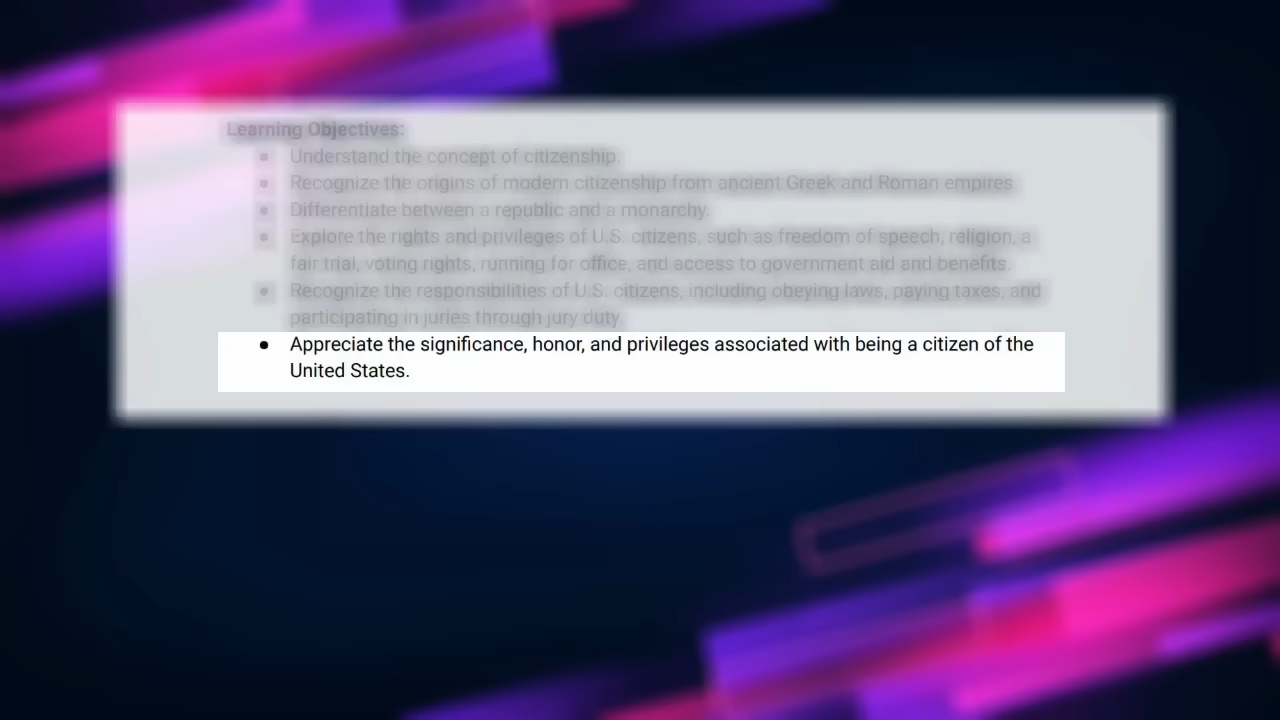 Learning Objectives:
● Understand the concept of citizenship.
● Recognize the origins of modern citizenship from ancient Greek and Roman empires.
● Differentiate between a republic and a monarchy.
● Explore the rights and privileges of U.S. citizens, such as freedom of speech, religion, a
fair trial, voting rights, running for office, and access to government aid and benefits.
● Recognize the responsibilities of U.S. citizens, including obeying laws, paying taxes, and
participating in juries through jury duty.
● Appreciate the significance, honor, and privileges associated with being a citizen of the
United States.